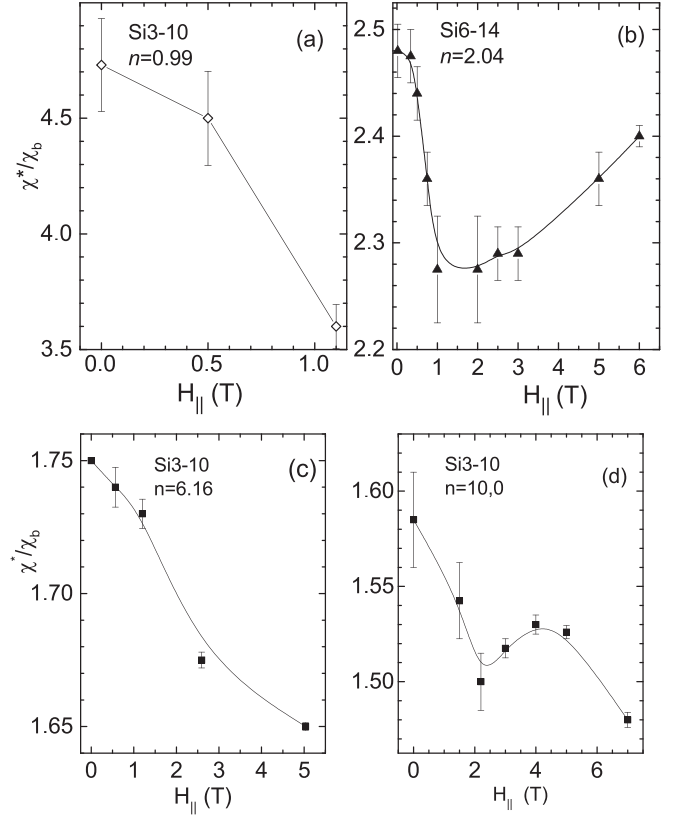 Si3-10
n=0.99
(a)
4.5
4.0
3.5
χ*/χb
0.0
0.5
1.0
H|| (T)
Si6-14
n=2.04
(b)
2.5
2.4
2.3
2.2
0 1 2 3 4 5 6
H|| (T)
Si3-10
n=6.16
(c)
1.75
1.70
1.65
χ*/χb
0 1 2 3 4 5
H|| (T)
Si3-10
n=10,0
(d)
1.60
1.55
1.50
0 2 4 6
H|| (T)